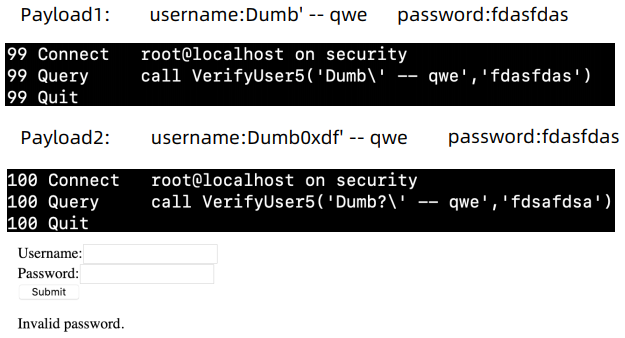 Payload1: username:Dumb' -- qwe password:fdasfdas
99 Connect root@localhost on security
99 Query call VerifyUser5('Dumb\' -- qwe','fdasfdas')
99 Quit
Payload2: username:Dumb0xdf' -- qwe password:fdasfdas
100 Connect root@localhost on security
100 Query call VerifyUser5('Dumb?\' -- qwe','fdsafdsa')
100 Quit
Username:
Password:
Submit
Invalid password.